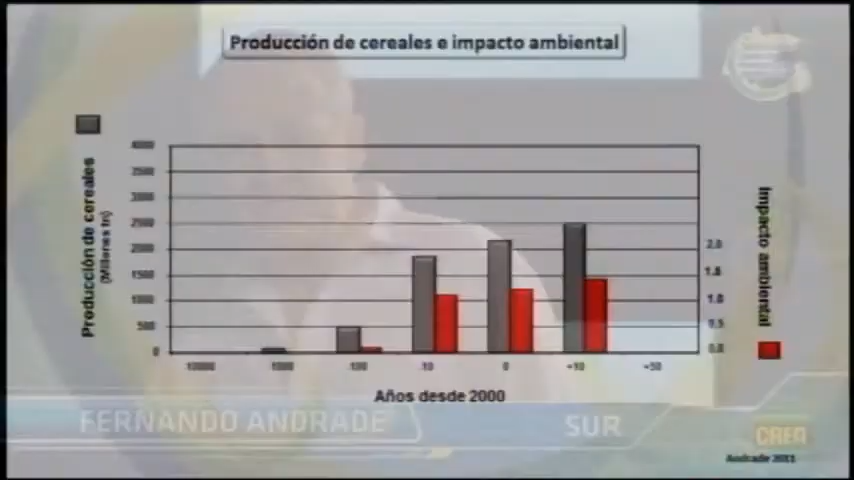 Producción de cereales e impacto ambiental
Producción de cereales
(Millones tn)
4000
3500
3000
2500
2000
1500
1000
500
0
2.0
1.0
0.5
0.0
Impacto ambiental
10000
1000
100
10
0
+10
+50
Años desde 2000
FERNANDO ANDRADE
SUR
CREA
Andrade 2011